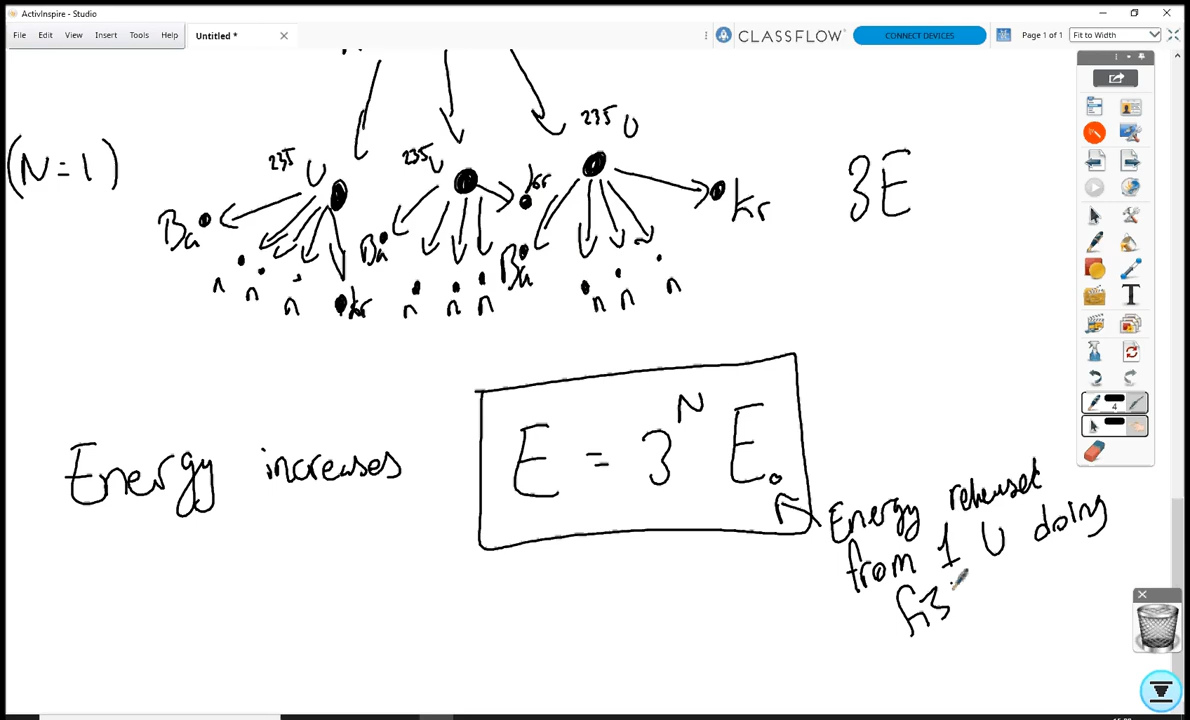 ActivInspire - Studio
File Edit View Insert Tools Help
Untitled *
CLASSFLOW
CONNECT DEVICES
Page 1 of 1
Fit to Width
(N=1)
235 U
235 U
235 U
3E
Ba
kr
Ba
kr
Ba
kr
n n n
n n n
n n n
4
Energy increases
E = 3^N E₀
Energy
from 1 U doing